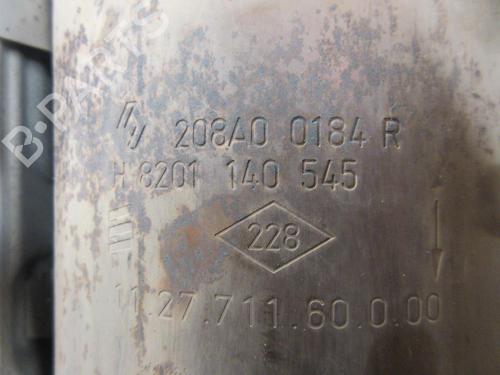 208A0 0184 R
H 8201 140 545
228
11.27.711.60.0.00
B-PARTS